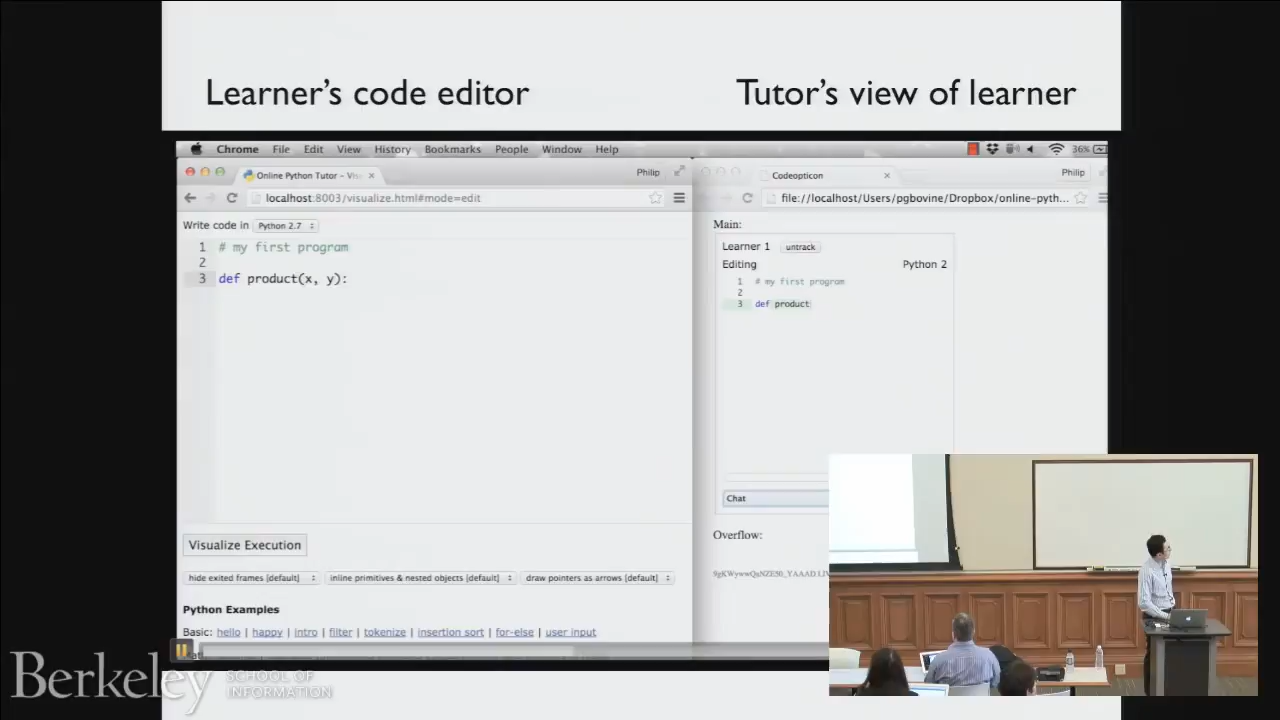 Learner's code editor
Tutor's view of learner
Chrome File Edit View History Bookmarks People Window Help
36%
Online Python Tutor - Vis
Philip
Codeopticon
Philip
localhost:8003/visualize.html#mode=edit
file://localhost/Users/pgbovine/Dropbox/online-pyth...
Write code in Python 2.7
1 # my first program
2
3 def product(x, y):
Main:
Learner 1 untrack
Editing Python 2
1 # my first program
2
3 def product
Chat
Overflow:
Visualize Execution
hide exited frames [default]
inline primitives & nested objects [default]
draw pointers as arrows [default]
Python Examples
Basic: hello | happy | intro | filter | tokenize | insertion sort | for-else | user input
Berkeley SCHOOL OF
INFORMATION